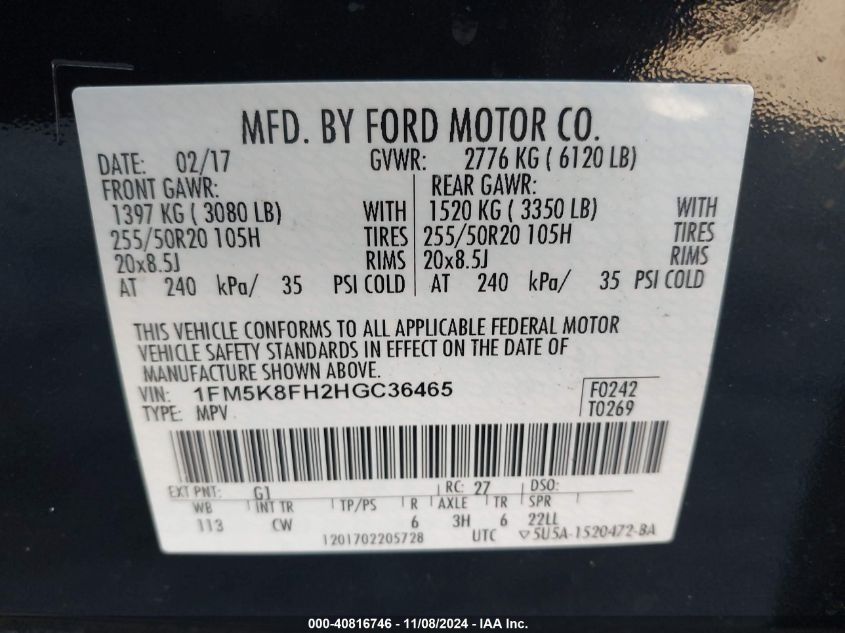 MFD. BY FORD MOTOR CO.
DATE: 02/17 GVWR: 2776 KG ( 6120 LB)
FRONT GAWR: REAR GAWR:
1397 KG ( 3080 LB) WITH 1520 KG ( 3350 LB) WITH
255/50R20 105H TIRES 255/50R20 105H TIRES
20x8.5J RIMS 20x8.5J RIMS
AT 240 kPa/ 35 PSI COLD AT 240 kPa/ 35 PSI COLD
THIS VEHICLE CONFORMS TO ALL APPLICABLE FEDERAL MOTOR
VEHICLE SAFETY STANDARDS IN EFFECT ON THE DATE OF
MANUFACTURE SHOWN ABOVE.
VIN: 1FM5K8FH2HGC36465 F0242
TYPE: MPV T0269
EXT PNT: G1 RC: 27 DSO:
WB INT TR TP/PS R AXLE TR SPR
113 CW 6 3H 6 22LL
1201702205728 UTC ▽5U5A-1520472-BA
000-40816746 - 11/08/2024 - IAAI.com